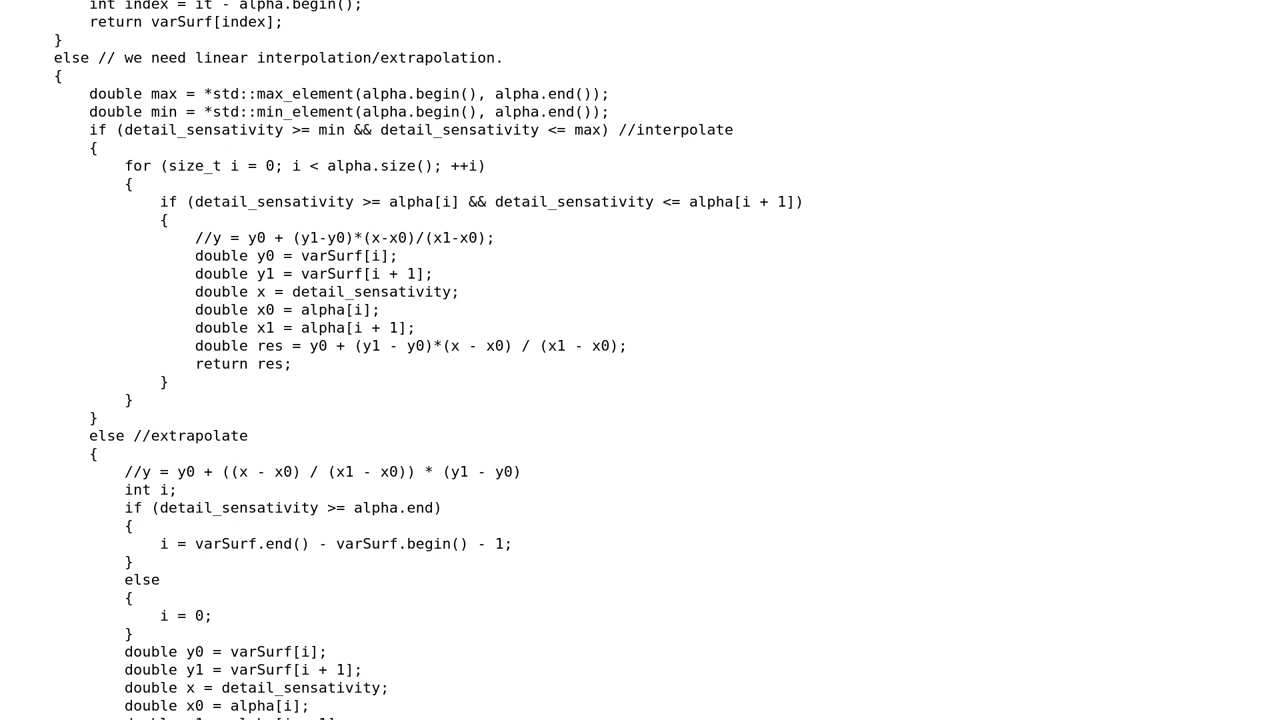 int index = it - alpha.begin();
return varSurf[index];
}
else // we need linear interpolation/extrapolation.
{
double max = *std::max_element(alpha.begin(), alpha.end());
double min = *std::min_element(alpha.begin(), alpha.end());
if (detail_sensativity >= min && detail_sensativity <= max) //interpolate
{
for (size_t i = 0; i < alpha.size(); ++i)
{
if (detail_sensativity >= alpha[i] && detail_sensativity <= alpha[i + 1])
{
//y = y0 + (y1-y0)*(x-x0)/(x1-x0);
double y0 = varSurf[i];
double y1 = varSurf[i + 1];
double x = detail_sensativity;
double x0 = alpha[i];
double x1 = alpha[i + 1];
double res = y0 + (y1 - y0)*(x - x0) / (x1 - x0);
return res;
}
}
}
else //extrapolate
{
//y = y0 + ((x - x0) / (x1 - x0)) * (y1 - y0)
int i;
if (detail_sensativity >= alpha.end)
{
i = varSurf.end() - varSurf.begin() - 1;
}
else
{
i = 0;
}
double y0 = varSurf[i];
double y1 = varSurf[i + 1];
double x = detail_sensativity;
double x0 = alpha[i];